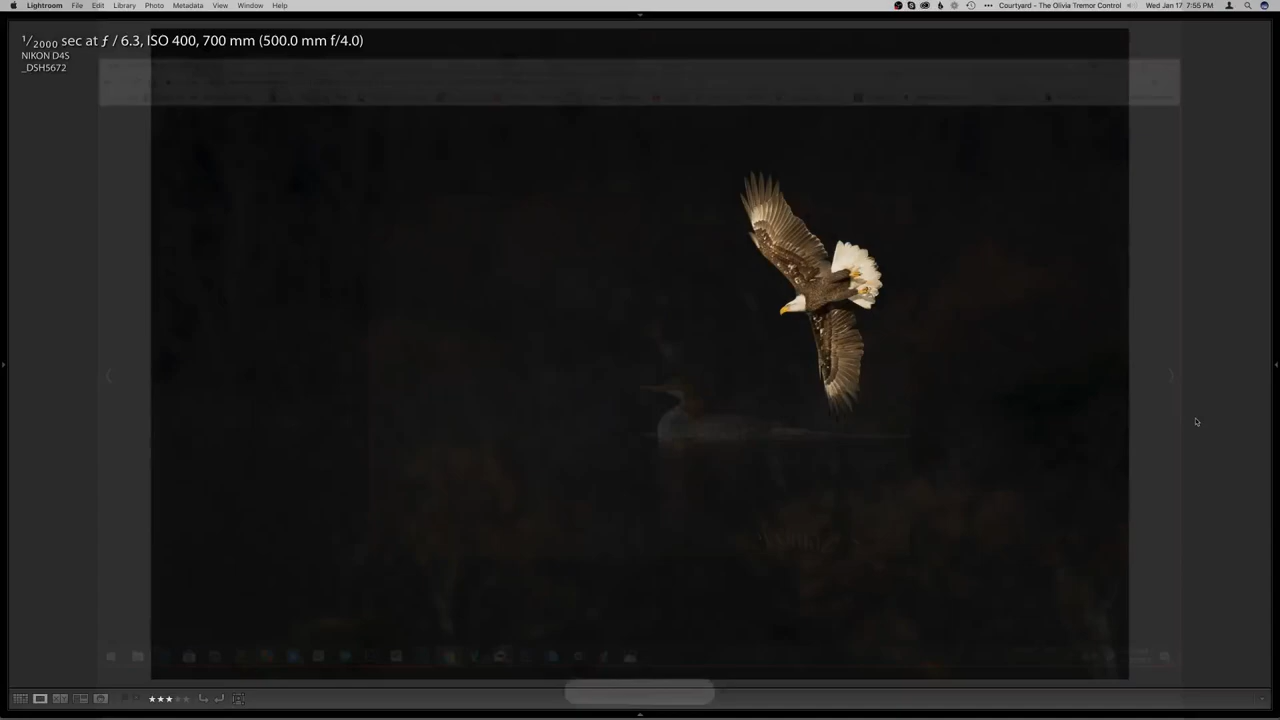 Lightroom File Edit Library Photo Metadata View Window Help Courtyard - The Olivia Tremor Control Wed Jan 17 7:55 PM
1/2000 sec at ƒ / 6.3, ISO 400, 700 mm (500.0 mm f/4.0)
NIKON D4S
_DSH5672